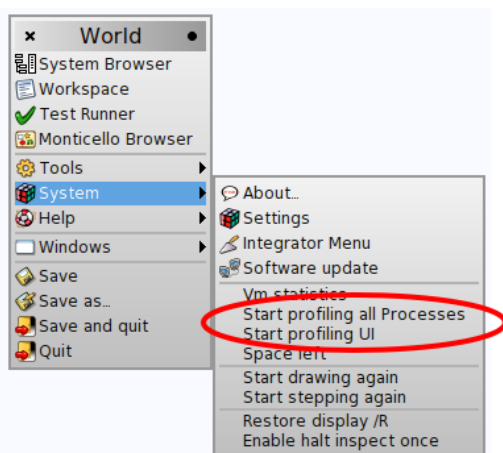 World
System Browser
Workspace
Test Runner
Monticello Browser
Tools
System
Help
Windows
Save
Save as…
Save and quit
Quit
About…
Settings
Integrator Menu
Software update
Vm statistics
Start profiling all Processes
Start profiling UI
Space left
Start drawing again
Start stepping again
Restore display /R
Enable halt inspect once